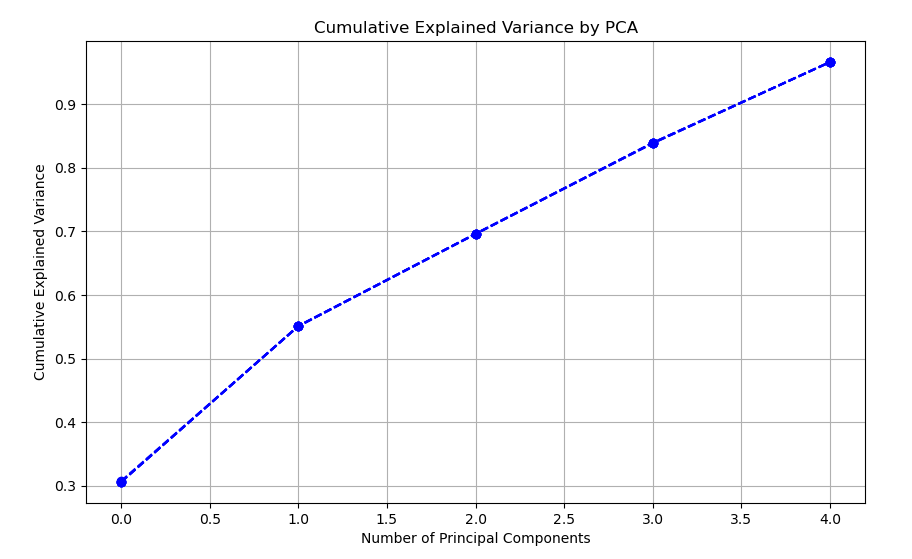 Cumulative Explained Variance by PCA
Cumulative Explained Variance
0.9
0.8
0.7
0.6
0.5
0.4
0.3
0.0 0.5 1.0 1.5 2.0 2.5 3.0 3.5 4.0
Number of Principal Components